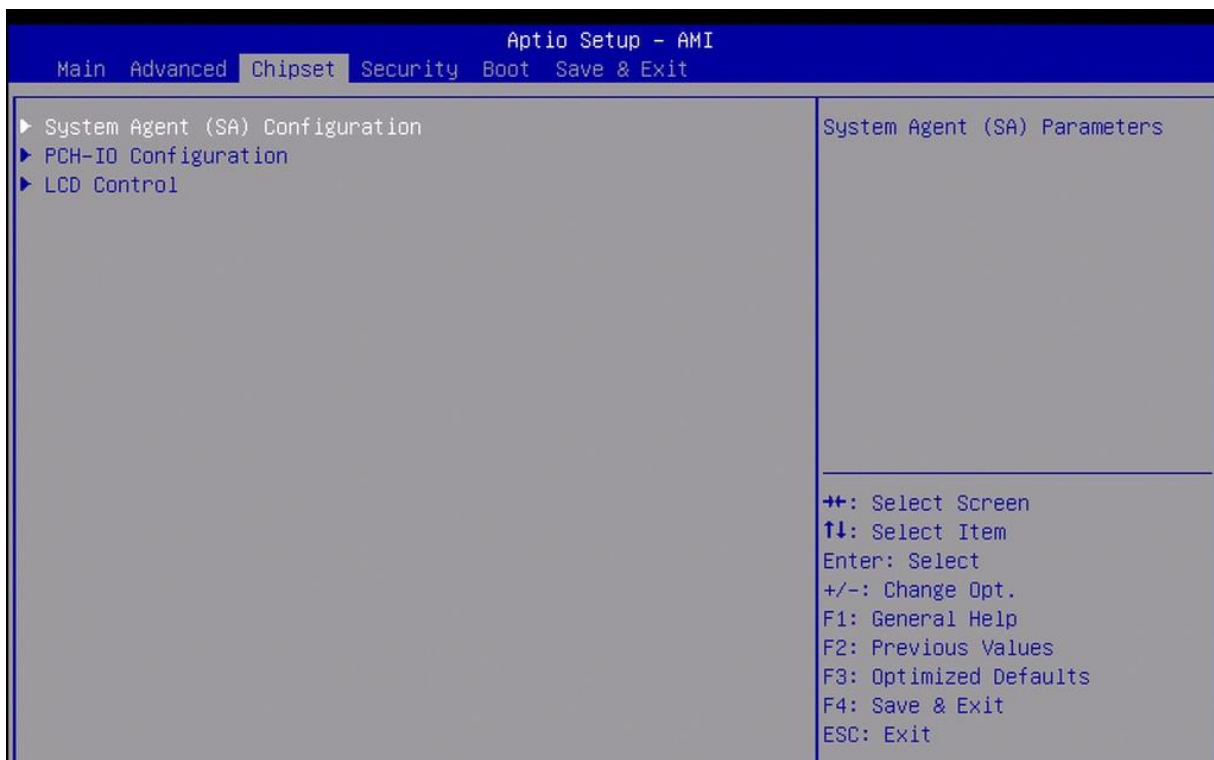 Aptio Setup – AMI
Main Advanced Chipset Security Boot Save & Exit
System Agent (SA) Configuration
PCH-IO Configuration
LCD Control
System Agent (SA) Parameters
→←: Select Screen
↑↓: Select Item
Enter: Select
+/-: Change Opt.
F1: General Help
F2: Previous Values
F3: Optimized Defaults
F4: Save & Exit
ESC: Exit